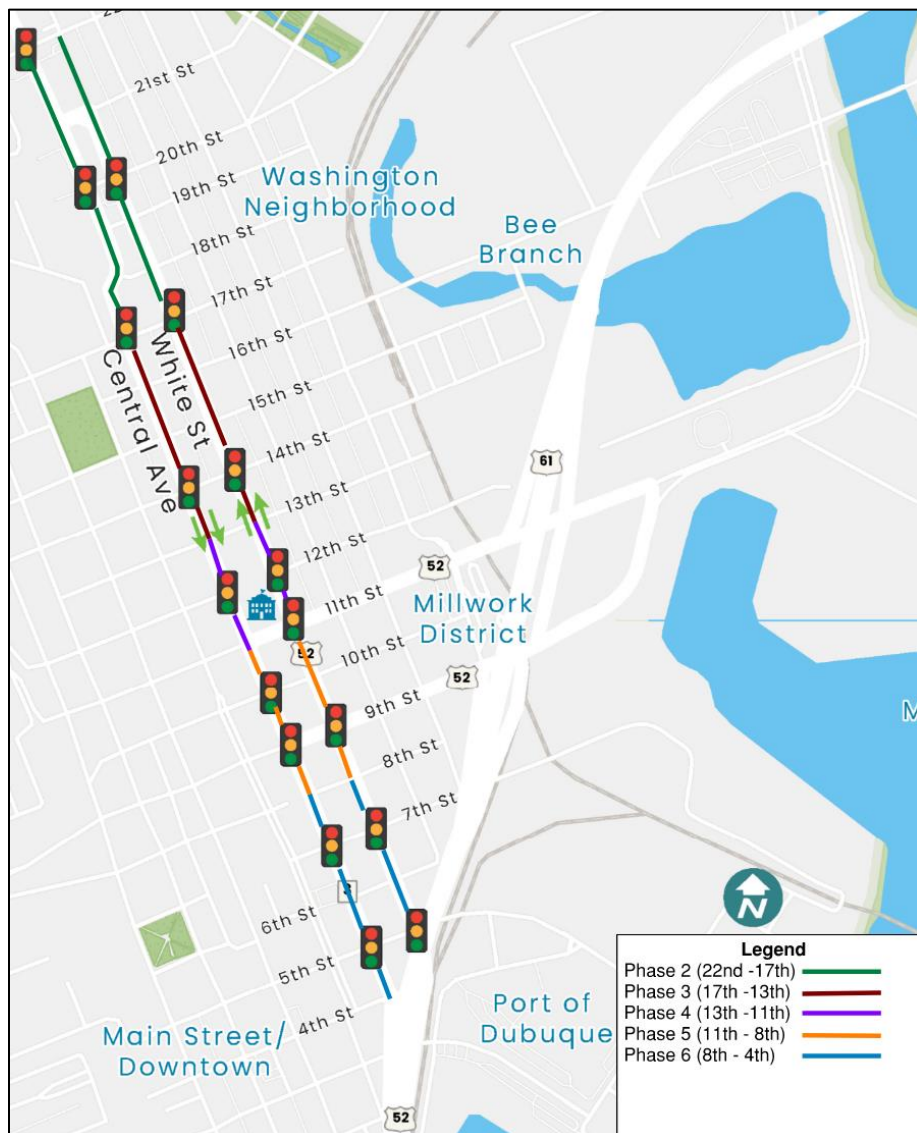 21st St
20th St
19th St
Washington
Neighborhood
18th St
Bee
Branch
17th St
16th St
White St
Central Ave
15th St
14th St
61
13th St
12th St
52
11th St
Millwork
District
10th St
52
52
9th St
M
8th St
7th St
3
6th St
N
5th St
4th St
Port of
Dubuque
Main Street/
Downtown
52
Legend
Phase 2 (22nd -17th)
Phase 3 (17th -13th)
Phase 4 (13th -11th)
Phase 5 (11th - 8th)
Phase 6 (8th - 4th)